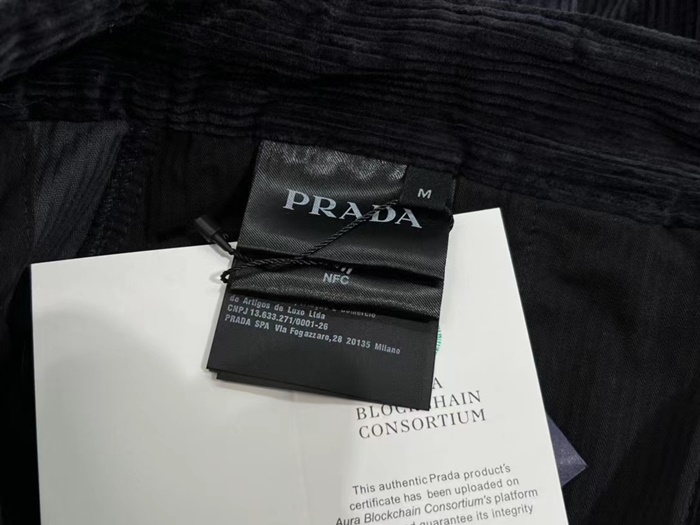 M
PRADA
NFC
de Artigos de Luxo Ltda
CNPJ 13.633.271/0001-26
PRADA SPA Via Fogazzaro,28 20135 Milano
A
BLOCKCHAIN
CONSORTIUM
This authentic Prada product's
certificate has been uploaded on
Aura Blockchain Consortium's platform
guarantee its integrity